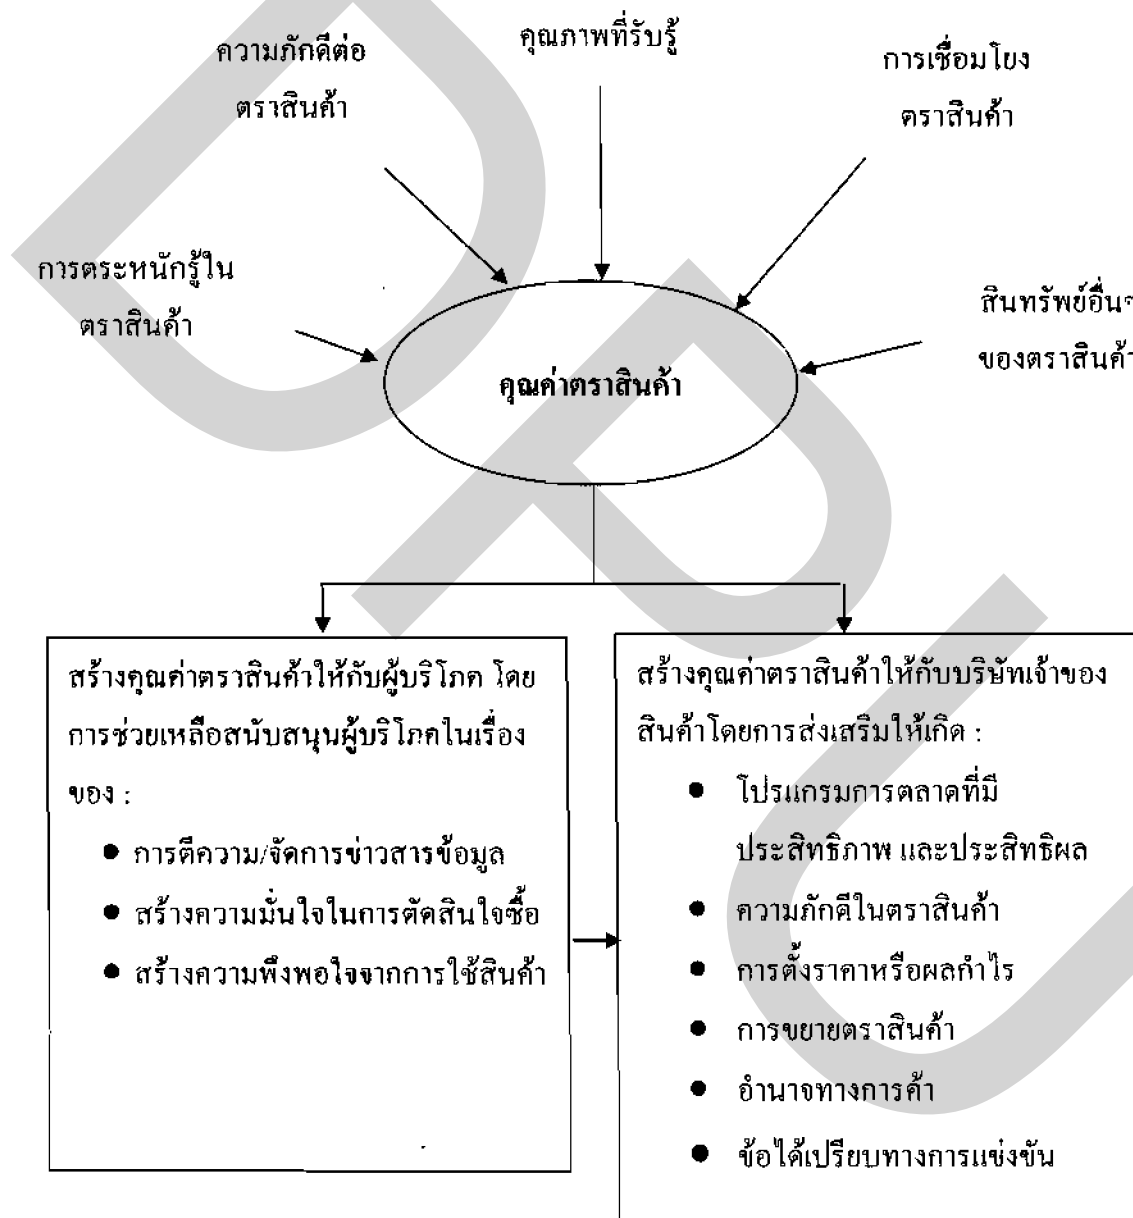 ความภักดีต่อ
ตราสินค้า
คุณภาพที่รับรู้
การเชื่อมโยง
ตราสินค้า
การตระหนักรู้ใน
ตราสินค้า
สินทรัพย์อื่นๆ
ของตราสินค้า
คุณค่าตราสินค้า
สร้างคุณค่าตราสินค้าให้กับผู้บริโภค โดย
การช่วยเหลือสนับสนุนผู้บริโภคในเรื่อง
ของ :
● การตีความ/จัดการข่าวสารข้อมูล
● สร้างความมั่นใจในการตัดสินใจซื้อ
● สร้างความพึงพอใจจากการใช้สินค้า
สร้างคุณค่าตราสินค้าให้กับบริษัทเจ้าของ
สินค้าโดยการส่งเสริมให้เกิด :
● โปรแกรมการตลาดที่มี
ประสิทธิภาพ และประสิทธิผล
● ความภักดีในตราสินค้า
● การตั้งราคาหรือผลกำไร
● การขยายตราสินค้า
● อำนาจทางการค้า
● ข้อได้เปรียบทางการแข่งขัน
DPU